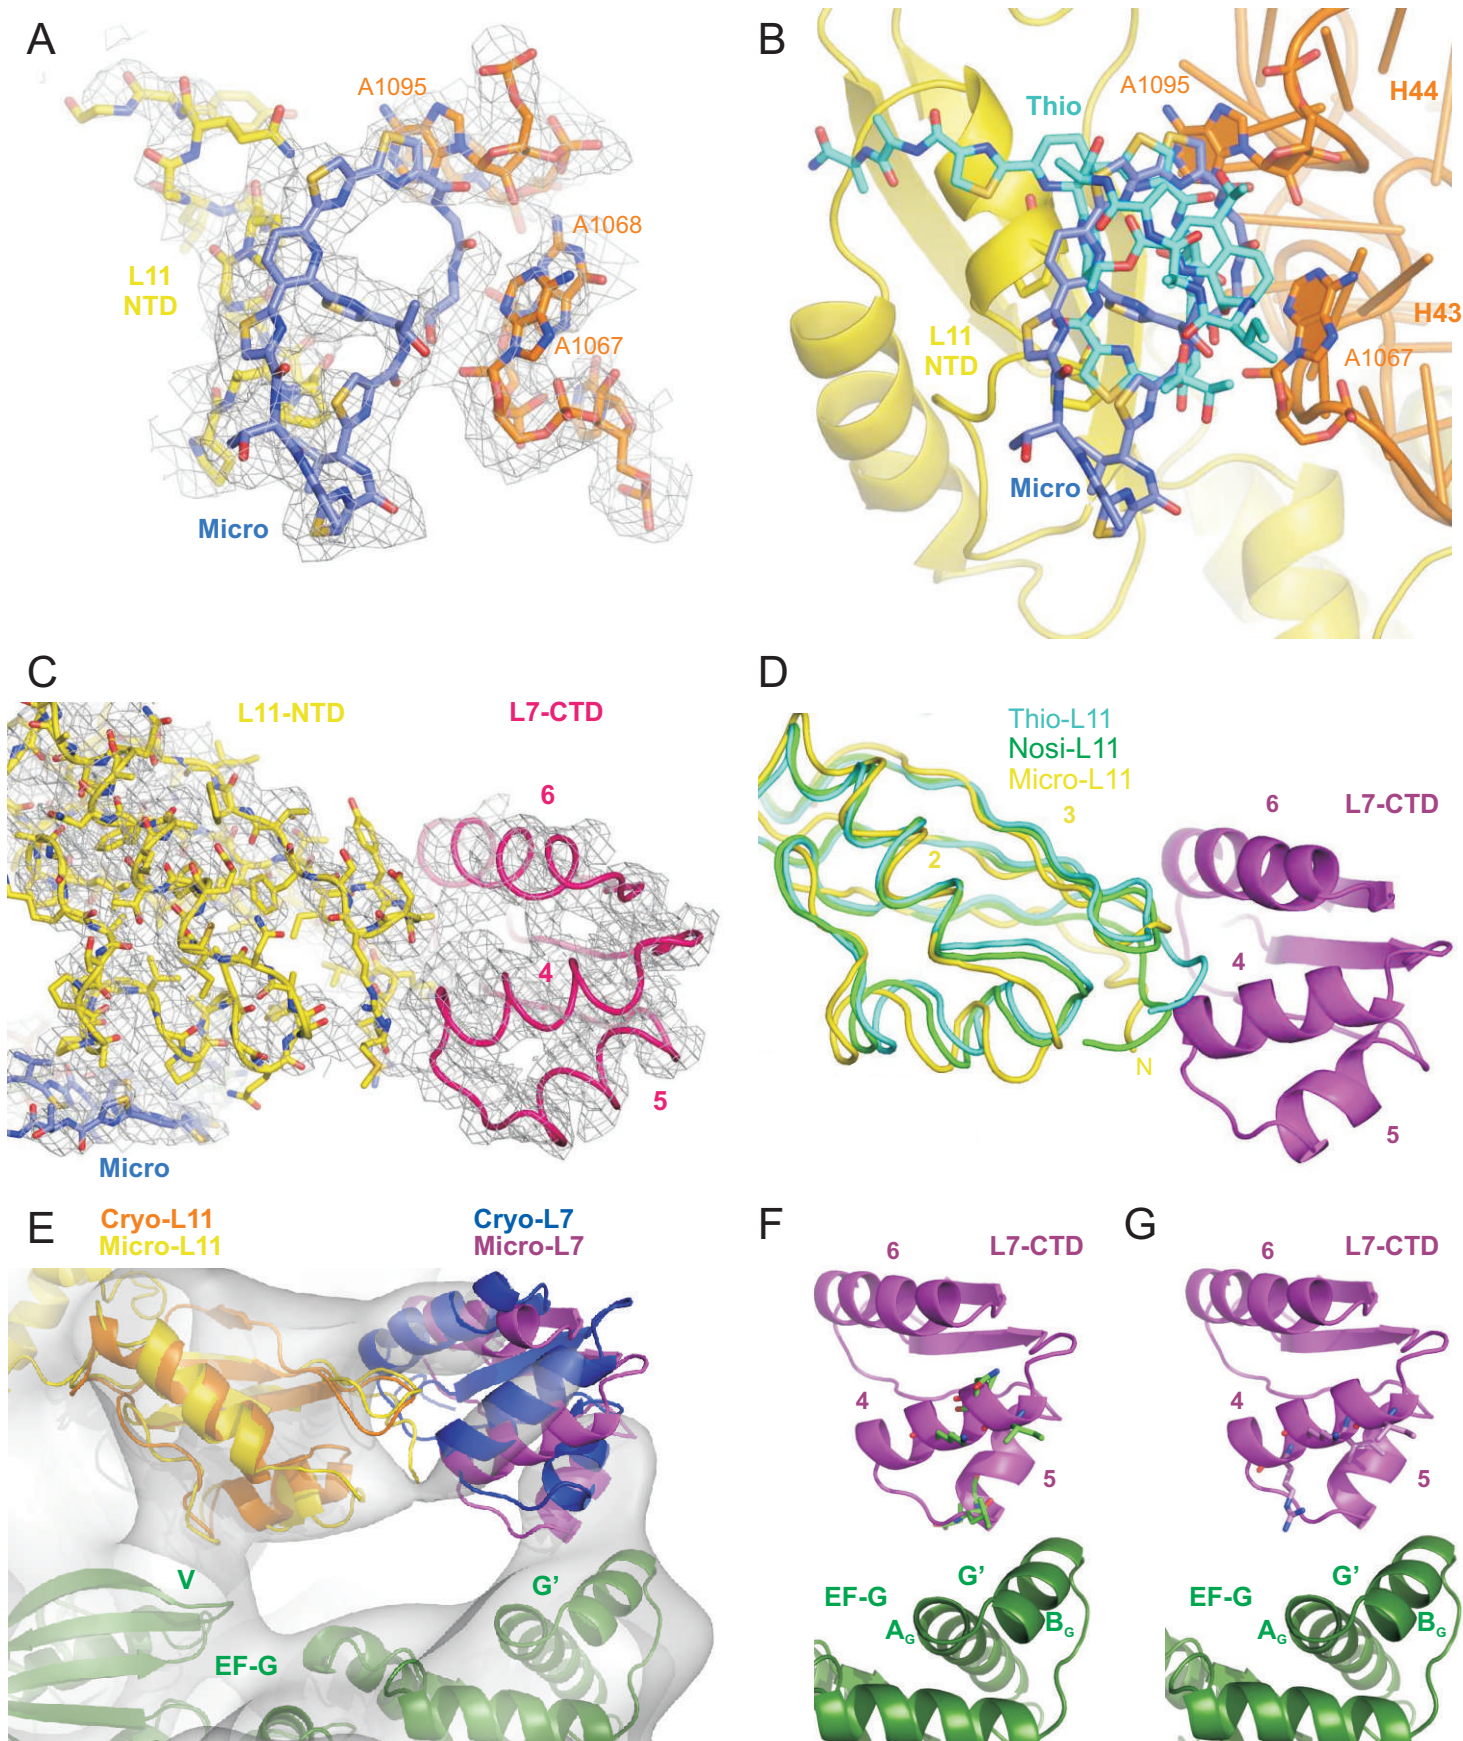 A
A1095
A1068
L11
NTD
A1067
Micro
B
Thio
A1095
H44
H43
L11
NTD
A1067
Micro
C
L11-NTD
L7-CTD
6
4
5
Micro
D
Thio-L11
Nosi-L11
Micro-L11
3
6
L7-CTD
2
4
N
5
E
Cryo-L11
Micro-L11
Cryo-L7
Micro-L7
V
G’
EF-G
F
6
L7-CTD
4
5
G’
EF-G
AG
BG
G
6
L7-CTD
4
5
G’
EF-G
AG
BG